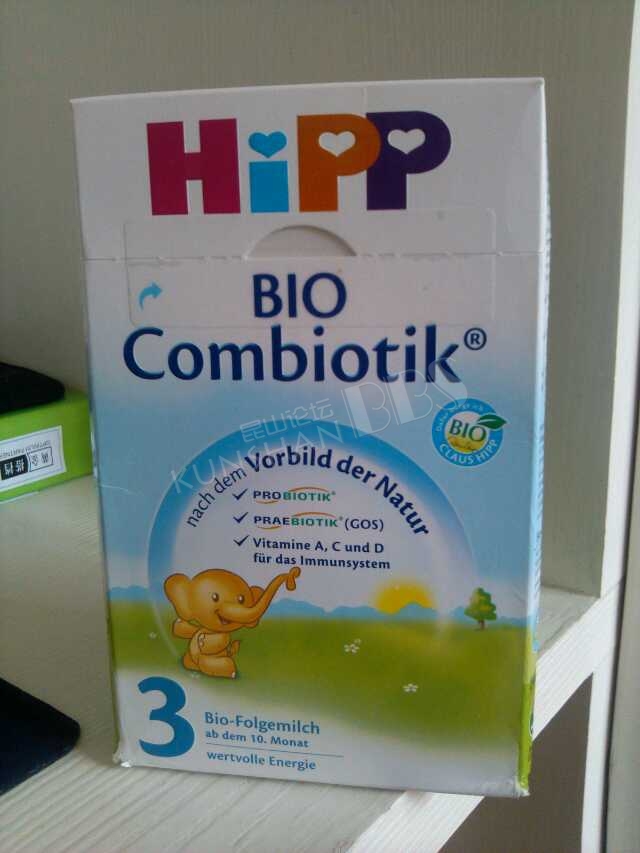 HiPP
BIO
Combiotik®
昆山论坛
KUNSHAN BBS
BIO
CLAUS HIPP
nach dem Vorbild der Natur
PROBIOTIK®
PRAEBIOTIK® (GOS)
Vitamine A, C und D
für das Immunsystem
3
Bio-Folgemilch
ab dem 10. Monat
wertvolle Energie